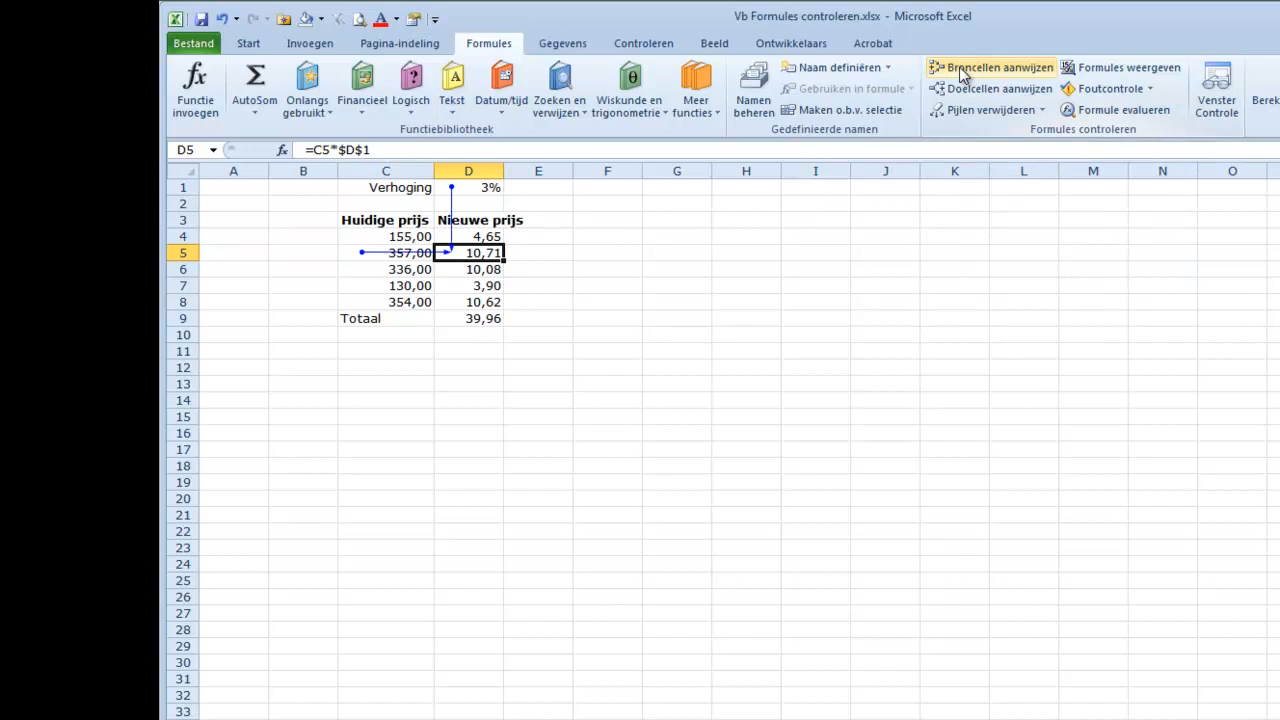 Vb Formules controleren.xlsx - Microsoft Excel
Bestand Start Invoegen Pagina-indeling Formules Gegevens Controleren Beeld Ontwikkelaars Acrobat
Functie invoegen
AutoSom
Onlangs gebruikt
Financieel
Logisch
Tekst
Datum/tijd
Zoeken en verwijzen
Wiskunde en trigonometrie
Meer functies
Functiebibliotheek
Namen beheren
Naam definiëren
Gebruiken in formule
Maken o.b.v. selectie
Gedefinieerde namen
Broncellen aanwijzen
Doelcellen aanwijzen
Pijlen verwijderen
Formules weergeven
Foutcontrole
Formule evalueren
Formules controleren
Venster Controle
D5 fx =C5*$D$1
A B C D E F G H I J K L M N O
1 Verhoging 3%
2
3 Huidige prijs Nieuwe prijs
4 155,00 4,65
5 357,00 10,71
6 336,00 10,08
7 130,00 3,90
8 354,00 10,62
9 Totaal 39,96
10
11
12
13
14
15
16
17
18
19
20
21
22
23
24
25
26
27
28
29
30
31
32
33